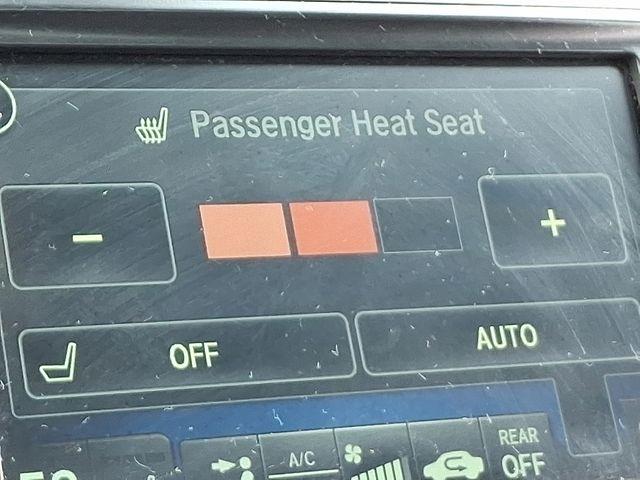 Passenger Heat Seat
-
+
OFF
AUTO
A/C
REAR
OFF